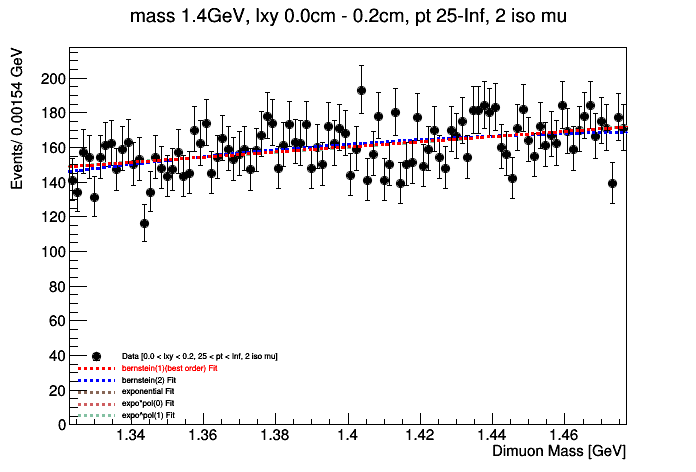 mass 1.4GeV, lxy 0.0cm - 0.2cm, pt 25-Inf, 2 iso mu
Events/ 0.00154 GeV
200
180
160
140
120
100
80
60
40
20
0
Data [0.0 < lxy < 0.2, 25 < pt < Inf, 2 iso mu]
bernstein(1)(best order) Fit
bernstein(2) Fit
exponential Fit
expo*pol(0) Fit
expo*pol(1) Fit
1.34 1.36 1.38 1.4 1.42 1.44 1.46
Dimuon Mass [GeV]